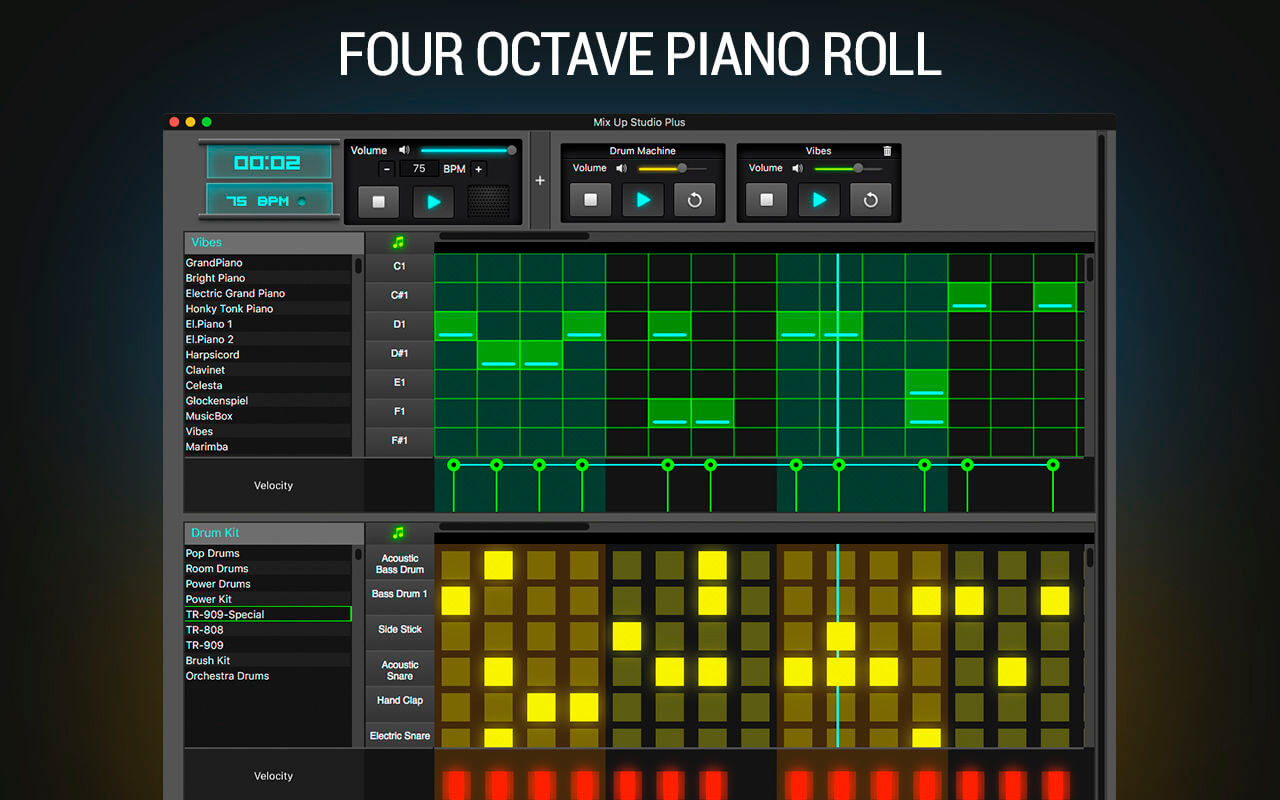 FOUR OCTAVE PIANO ROLL
Mix Up Studio Plus
00:02
75 BPM
Volume
- 75 BPM +
+
Drum Machine
Volume
Vibes
Volume
Vibes
GrandPiano
Bright Piano
Electric Grand Piano
Honky Tonk Piano
El.Piano 1
El.Piano 2
Harpsicord
Clavinet
Celesta
Glockenspiel
MusicBox
Vibes
Marimba
C1
C#1
D1
D#1
E1
F1
F#1
Velocity
Drum Kit
Pop Drums
Room Drums
Power Drums
Power Kit
TR-909-Special
TR-808
TR-909
Brush Kit
Orchestra Drums
Acoustic
Bass Drum
Bass Drum 1
Side Stick
Acoustic
Snare
Hand Clap
Electric Snare
Velocity